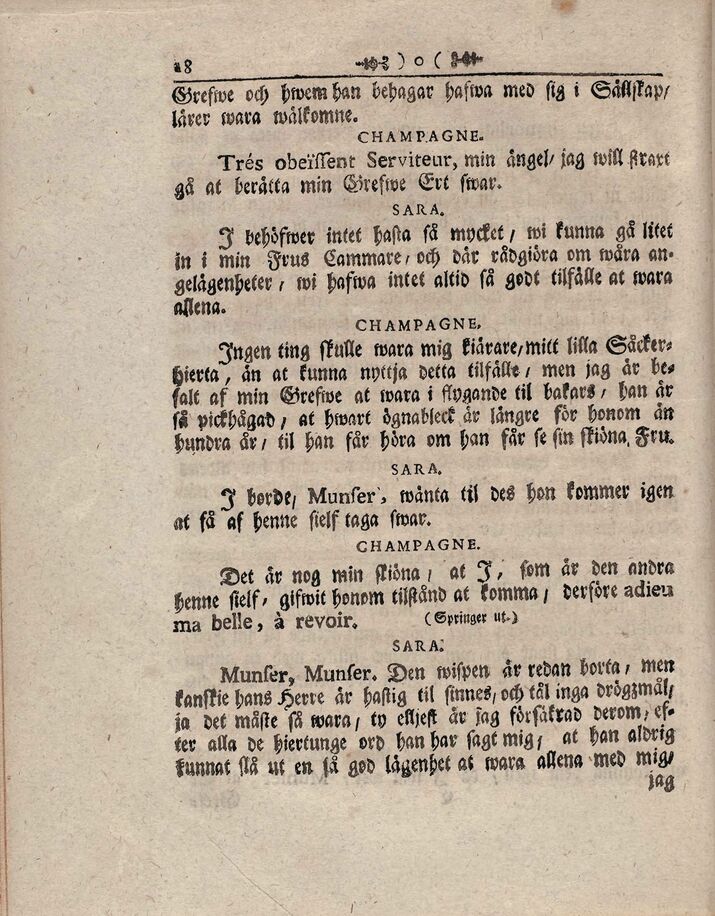 18 ) o (
Grefwe och hwem han behagar hafwa med sig i Sällskap/
lärer wara wälkomne.
CHAMPAGNE.
Trés obeïssent Serviteur, min ängel/ jag will straxt
gå at berätta min Grefwe Ert swar.
SARA.
J behöfwer intet hasta så mycket / wi kunna gå litet
in i min Frus Cammare/ och där rådgiöra om wåra an-
gelägenheter / wi hafwa intet altid så godt tilfälle at wara
allena.
CHAMPAGNE.
Jngen ting skulle wara mig kiärare/ mitt lilla Säcker-
hierta, än at kunna nyttja detta tilfälle / men jag är be-
falt af min Grefwe at wara i flygande til bakars / han är
så pickhågad / at hwart ögnableck är längre för honom än
hundra år / til han får höra om han får se sin skiöna Fru.
SARA.
J borde/ Munser, wänta til des hon kommer igen
at få af henne sielf taga swar.
CHAMPAGNE.
Det är nog min skiöna / at J, som är den andra
henne sielf / gifwit honom tilstånd at komma / derföre adieu
ma belle, à revoir. (Springer ut.)
SARA.
Munser, Munser. Den wispen är redan borta / men
kanskie hans Herre är hastig til sinnes/ och tål inga drögzmål/
ja det måste så wara / ty elljest är jag försäkrad derom / ef-
ter alla de hiertunge ord han har sagt mig / at han aldrig
kunnat slå ut en så god lägenhet at wara allena med mig/
jag